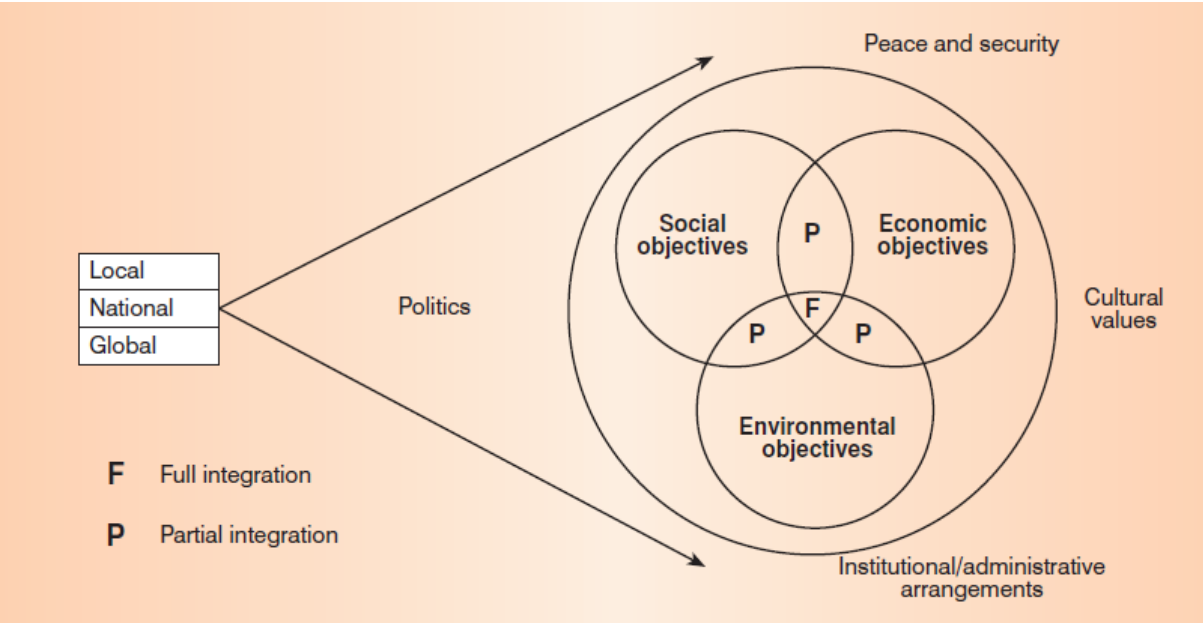 Peace and security
Social
objectives
P
Economic
objectives
Local
National
Global
Politics
F
P
P
Cultural
values
Environmental
objectives
F Full integration
P Partial integration
Institutional/administrative
arrangements